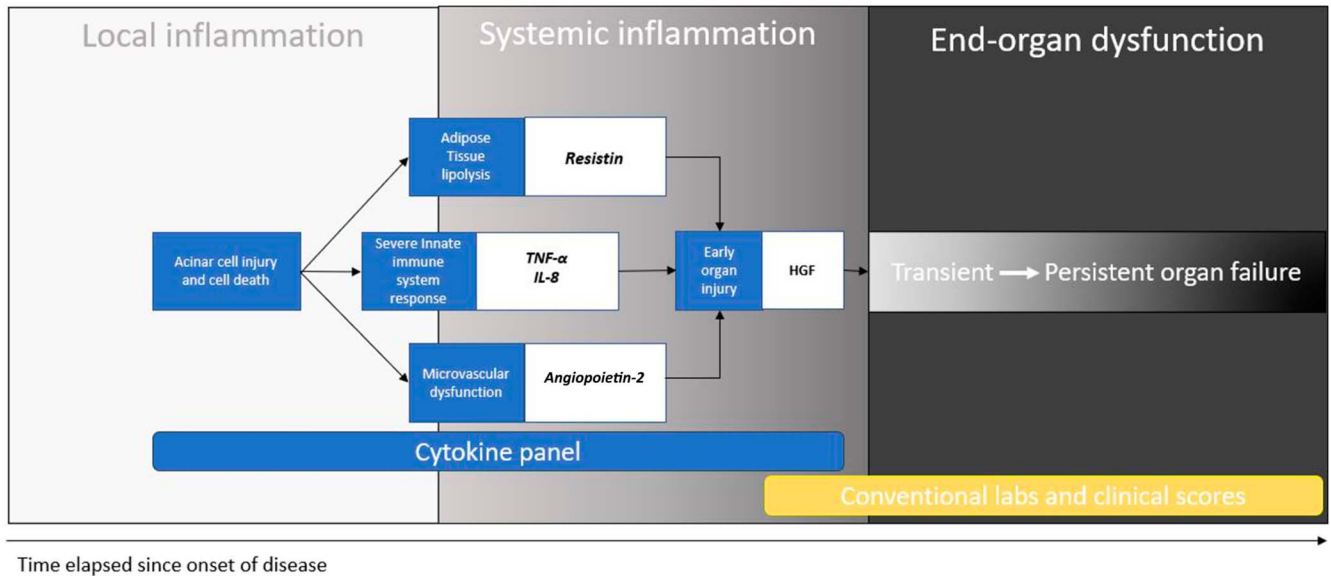 Local inflammation
Systemic inflammation
End-organ dysfunction
Adipose
Tissue
lipolysis
Resistin
Acinar cell injury
and cell death
Severe Innate
immune
system
response
TNF-α
IL-8
Early
organ
injury
HGF
Transient
Persistent organ failure
Microvascular
dysfunction
Angiopoietin-2
Cytokine panel
Conventional labs and clinical scores
Time elapsed since onset of disease